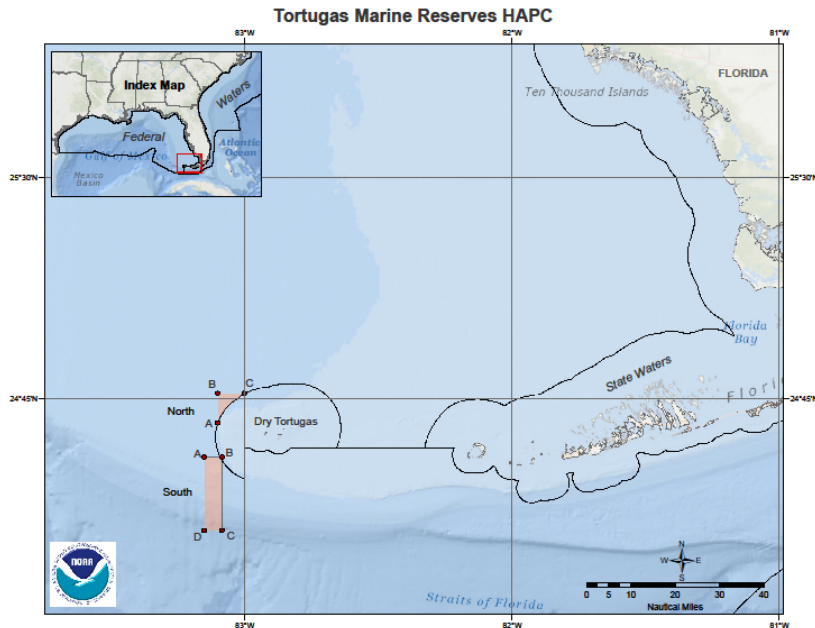 Tortugas Marine Reserves HAPC
83°W
82°W
81°W
Index Map
Federal
Waters
Gulf of Mexico
Atlantic
Ocean
Mexico
Basin
FLORIDA
Ten Thousand Islands
25°30'N
25°30'N
Florida
Bay
State Waters
Flori
24°45'N
24°45'N
B
C
North
A
Dry Tortugas
A
B
South
D
C
NOAA
Straits of Florida
N
W
E
S
0
5
10
20
30
40
Nautical Miles
83°W
82°W
81°W